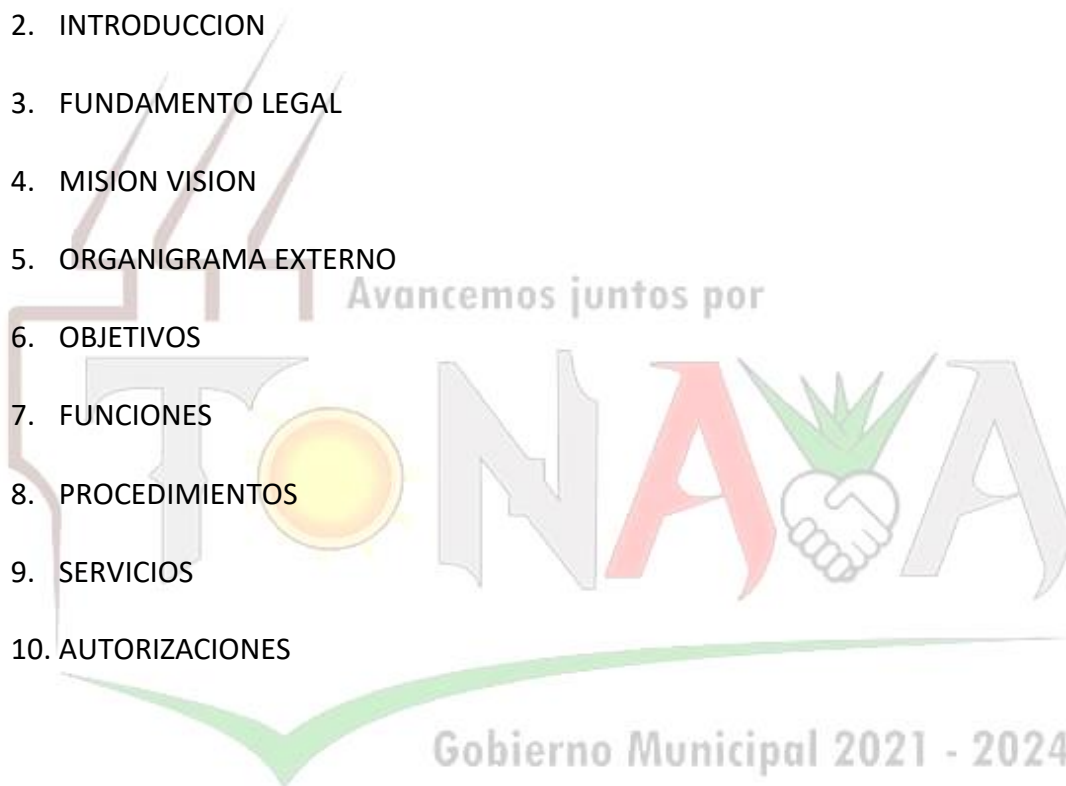 2. INTRODUCCION
3. FUNDAMENTO LEGAL
4. MISION VISION
5. ORGANIGRAMA EXTERNO
Avancemos juntos por
6. OBJETIVOS
TONAYA
7. FUNCIONES
8. PROCEDIMIENTOS
9. SERVICIOS
10. AUTORIZACIONES
Gobierno Municipal 2021 - 2024